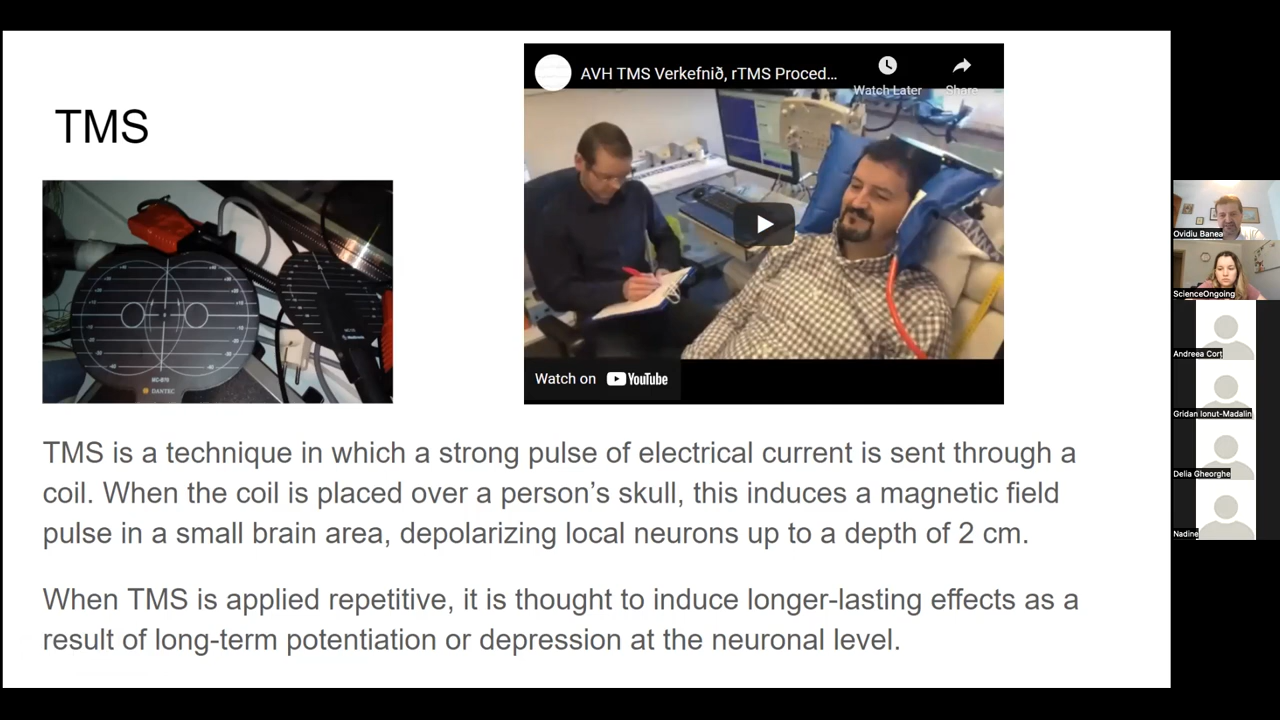 TMS
AVH TMS Verkefnið, rTMS Proced...
Watch Later
Share
MC-B70
DANTEC
Watch on YouTube
TMS is a technique in which a strong pulse of electrical current is sent through a
coil. When the coil is placed over a person’s skull, this induces a magnetic field
pulse in a small brain area, depolarizing local neurons up to a depth of 2 cm.
When TMS is applied repetitive, it is thought to induce longer-lasting effects as a
result of long-term potentiation or depression at the neuronal level.
Ovidiu Banea
ScienceOngoing
Andreea Corț
Gridan Ionut-Madalin
Delia Gheorghe
Nadine